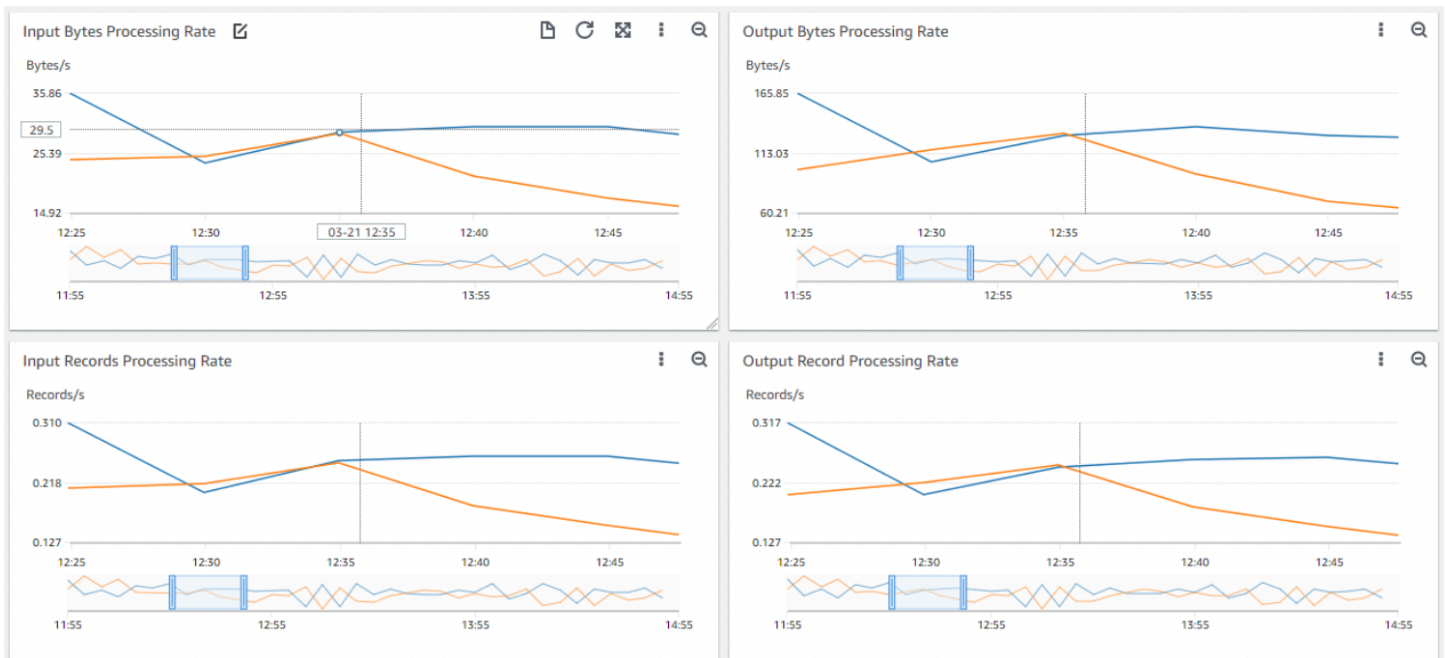 Input Bytes Processing Rate
Bytes/s
35.86
29.5
25.39
14.92
12:25 12:30 03-21 12:35 12:40 12:45
11:55 12:55 13:55 14:55
Output Bytes Processing Rate
Bytes/s
165.85
113.03
60.21
12:25 12:30 12:35 12:40 12:45
11:55 12:55 13:55 14:55
Input Records Processing Rate
Records/s
0.310
0.218
0.127
12:25 12:30 12:35 12:40 12:45
11:55 12:55 13:55 14:55
Output Record Processing Rate
Records/s
0.317
0.222
0.127
12:25 12:30 12:35 12:40 12:45
11:55 12:55 13:55 14:55